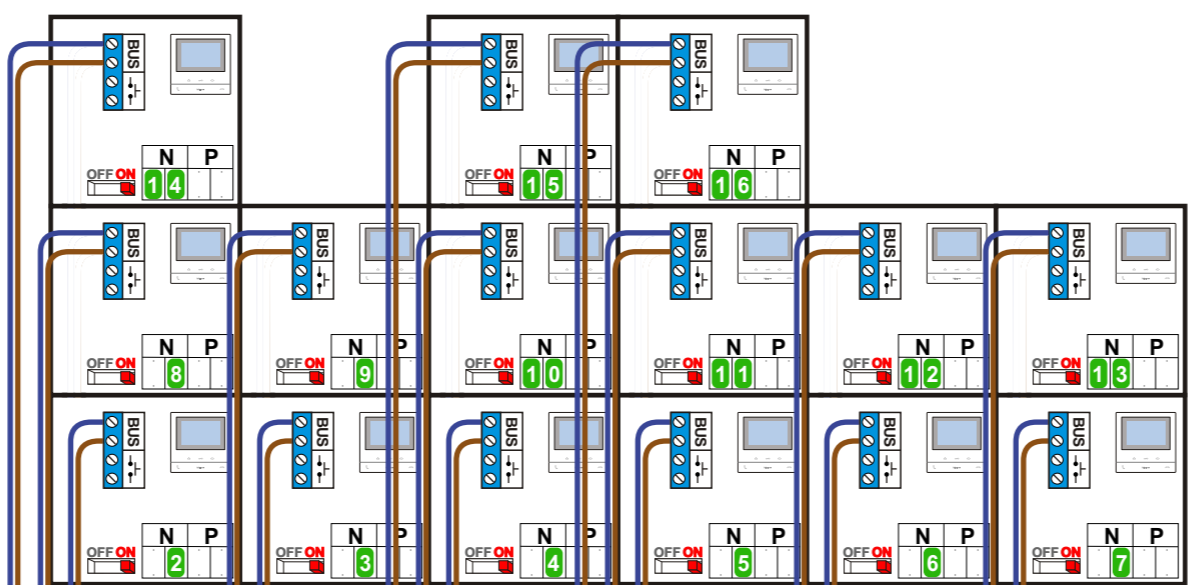 BUS BUS BUS
N P N P N P
OFF ON 14 OFF ON 15 OFF ON 16
BUS BUS BUS BUS BUS BUS
N P N P N P N P N P N P
OFF ON 8 OFF ON 9 OFF ON 10 OFF ON 11 OFF ON 12 OFF ON 13
BUS BUS BUS BUS BUS BUS
N P N P N P N P N P N P
OFF ON 2 OFF ON 3 OFF ON 4 OFF ON 5 OFF ON 6 OFF ON 7